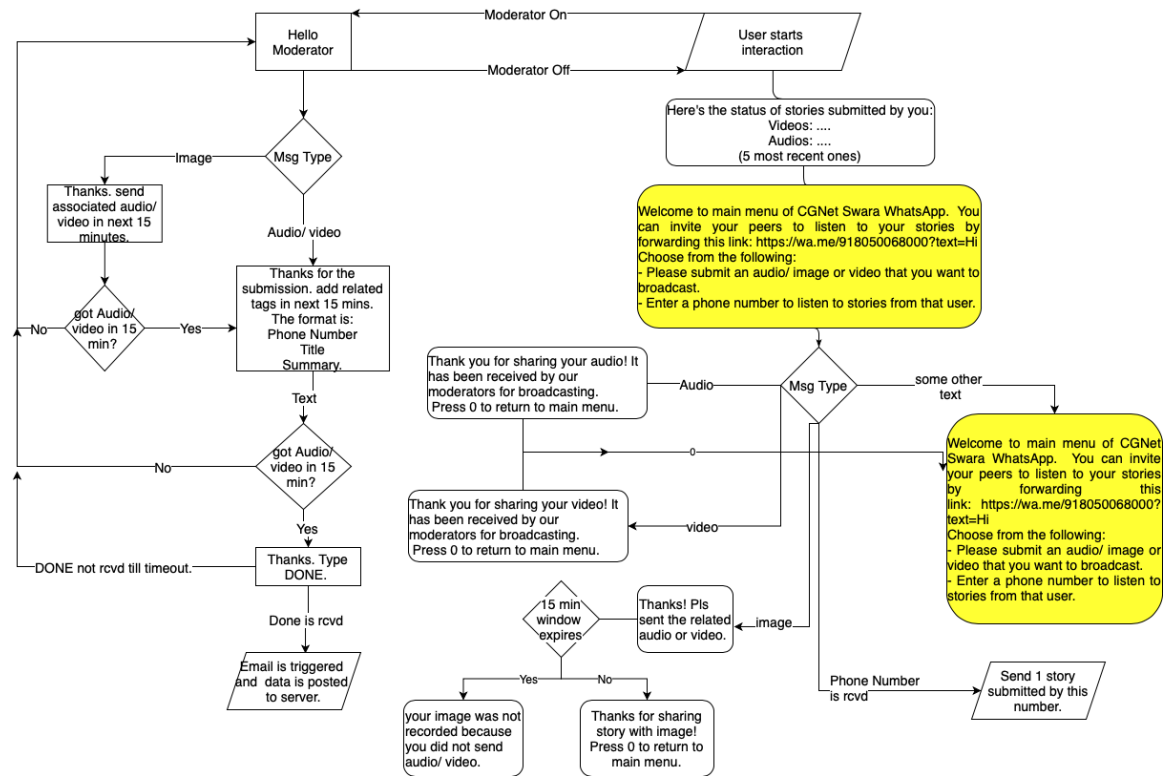 Moderator On
Hello
Moderator
User starts
interaction
Moderator Off
Here's the status of stories submitted by you:
Videos: ....
Audios: ....
(5 most recent ones)
Msg Type
Image
Thanks. send
associated audio/
video in next 15
minutes.
Audio/ video
Welcome to main menu of CGNet Swara WhatsApp. You
can invite your peers to listen to your stories by
forwarding this link: https://wa.me/918050068000?text=Hi
Choose from the following:
- Please submit an audio/ image or video that you want to
broadcast.
- Enter a phone number to listen to stories from that user.
Thanks for the
submission. add related
tags in next 15 mins.
The format is:
Phone Number
Title
Summary.
got Audio/
video in 15
min?
No
Yes
Text
got Audio/
video in 15
min?
No
Yes
Thanks. Type
DONE.
DONE not rcvd till timeout.
Done is rcvd
Email is triggered
and data is posted
to server.
Msg Type
Audio
Thank you for sharing your audio! It
has been received by our
moderators for broadcasting.
Press 0 to return to main menu.
some other
text
0
Welcome to main menu of CGNet
Swara WhatsApp. You can invite
your peers to listen to your stories
by forwarding this
link: https://wa.me/918050068000?
text=Hi
Choose from the following:
- Please submit an audio/ image or
video that you want to broadcast.
- Enter a phone number to listen to
stories from that user.
Thank you for sharing your video! It
has been received by our
moderators for broadcasting.
Press 0 to return to main menu.
video
15 min
window
expires
Thanks! Pls
sent the related
audio or video.
image
Yes
No
your image was not
recorded because
you did not send
audio/ video.
Thanks for sharing
story with image!
Press 0 to return to
main menu.
Phone Number
is rcvd
Send 1 story
submitted by this
number.